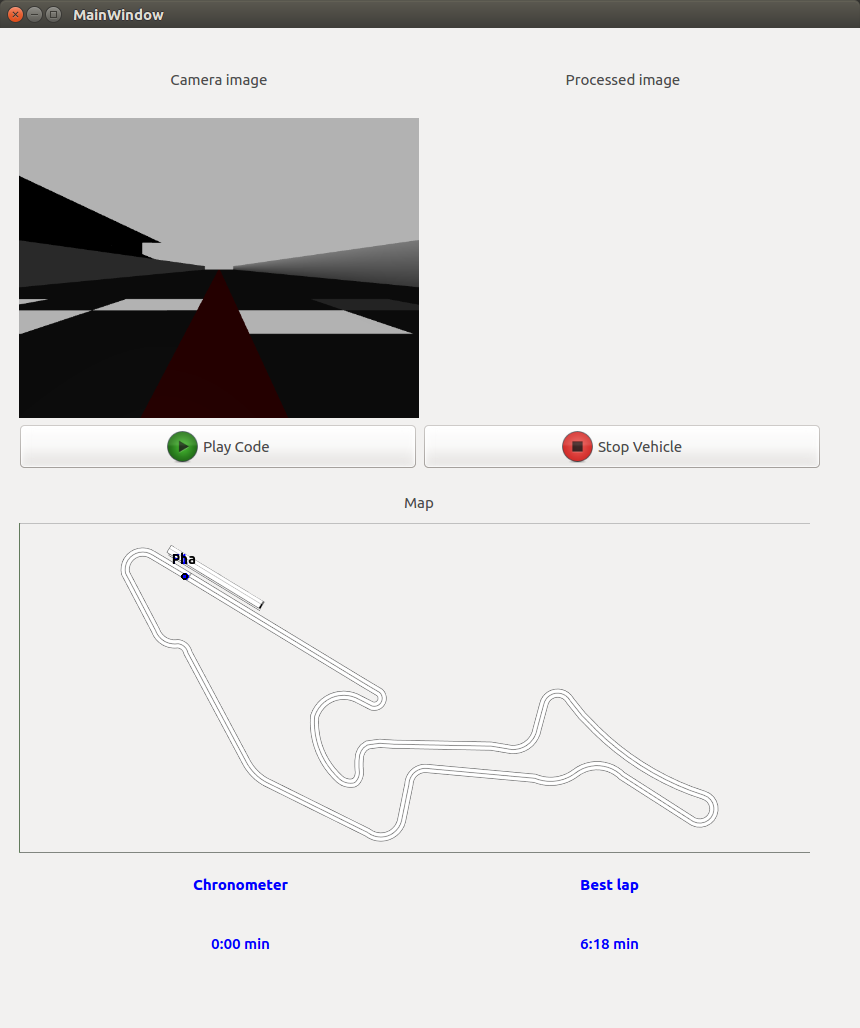 MainWindow
Camera image
Processed image
Play Code
Stop Vehicle
Map
Chronometer
Best lap
0:00 min
6:18 min